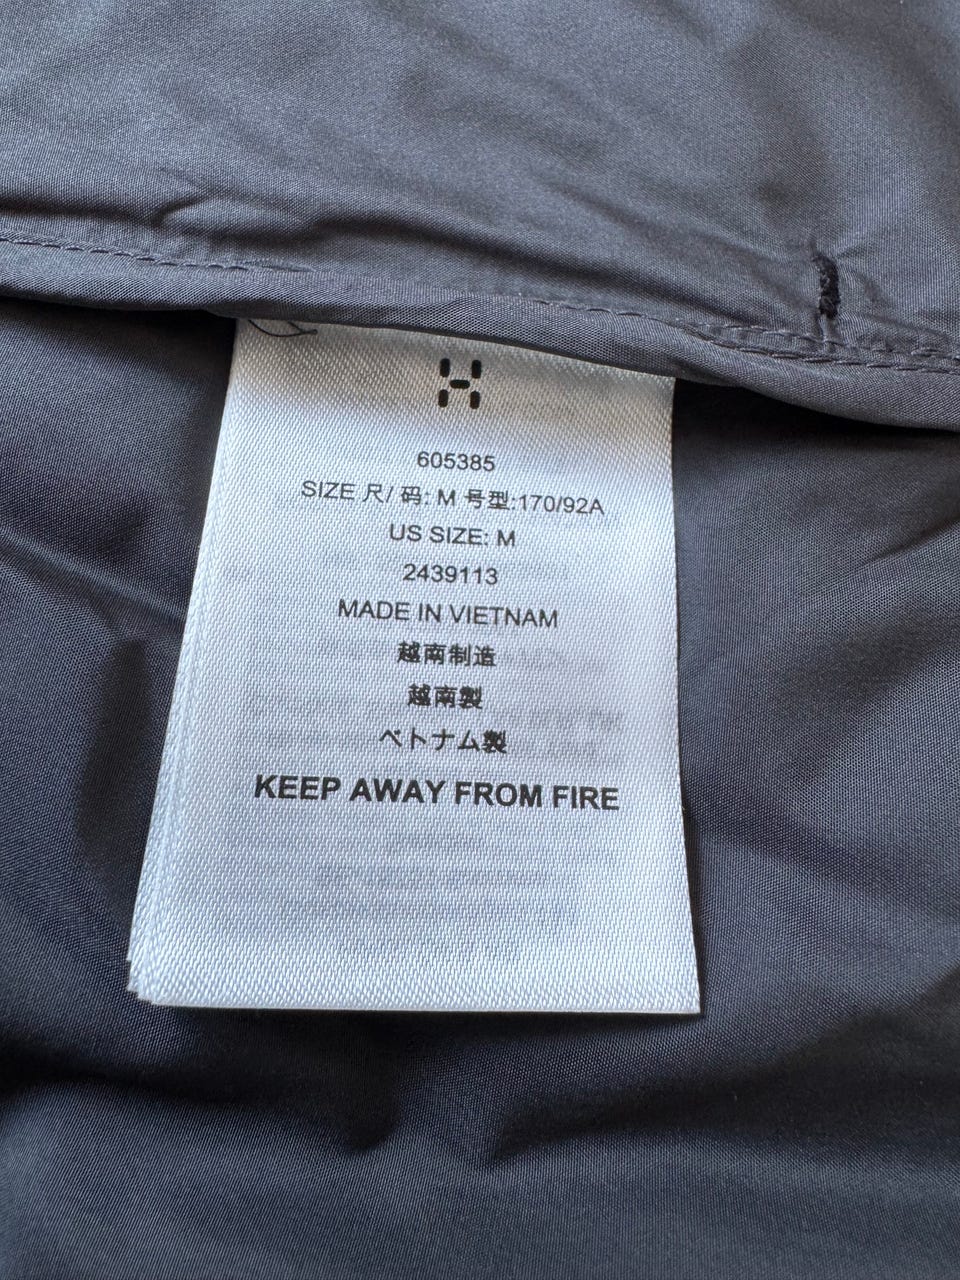 605385
SIZE 尺/ 码: M 号型:170/92A
US SIZE: M
2439113
MADE IN VIETNAM
越南制造
越南製
ベトナム製
KEEP AWAY FROM FIRE